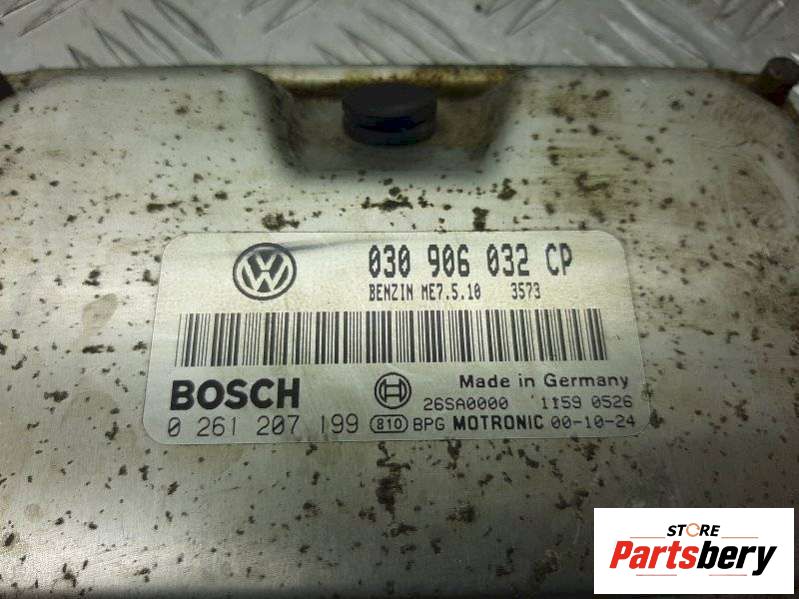 VW 030 906 032 CP
BENZIN ME7.5.10 3573
BOSCH Made in Germany
26SA0000 1159 0526
0 261 207 199 810 BPG MOTRONIC 00-10-24
STORE
Partsbery